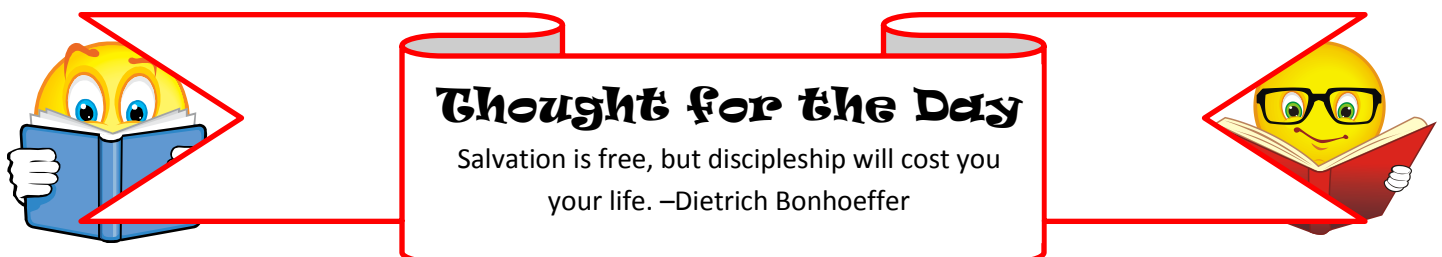 Thought for the Day
Salvation is free, but discipleship will cost you
your life. –Dietrich Bonhoeffer